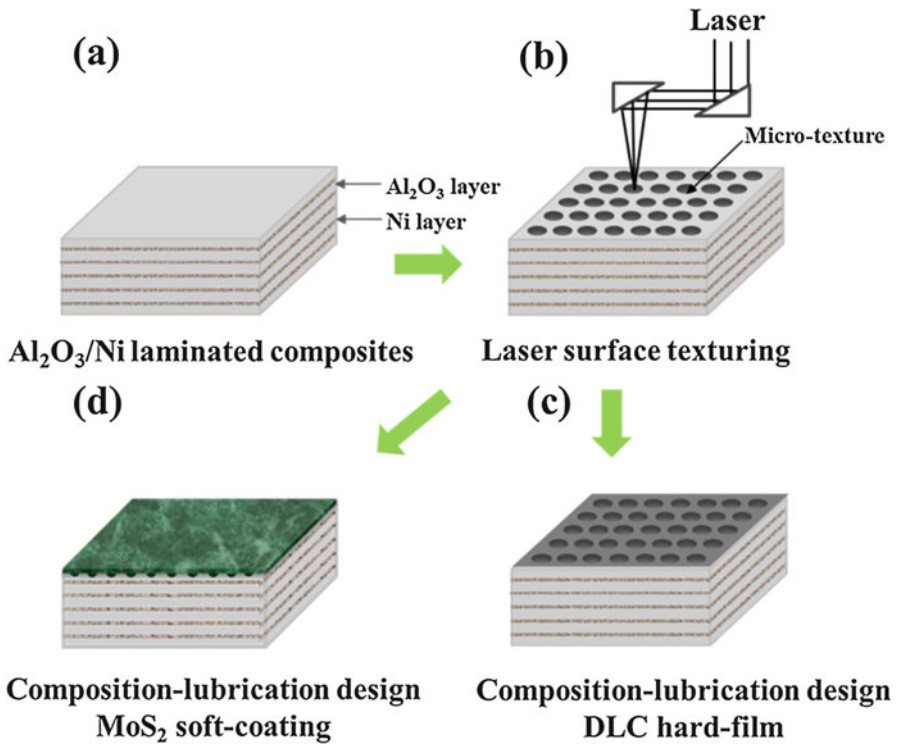 (a)
Al₂O₃ layer
Ni layer
Al₂O₃/Ni laminated composites
(b)
Laser
Micro-texture
Laser surface texturing
(d)
Composition-lubrication design
MoS₂ soft-coating
(c)
Composition-lubrication design
DLC hard-film